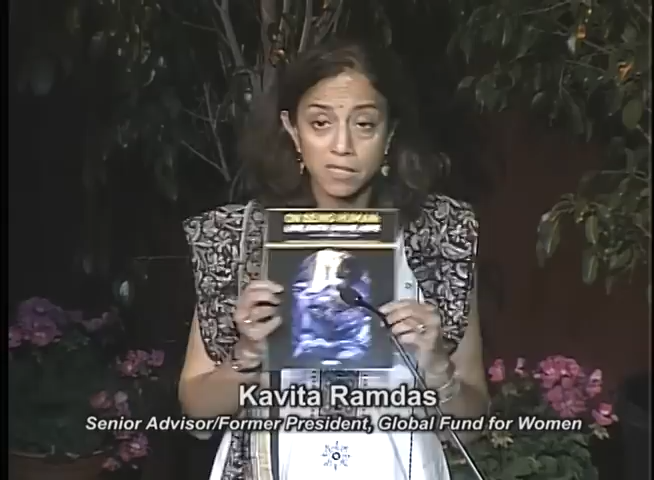 ON BEING HUMAN
Kavita Ramdas
Senior Advisor/Former President, Global Fund for Women